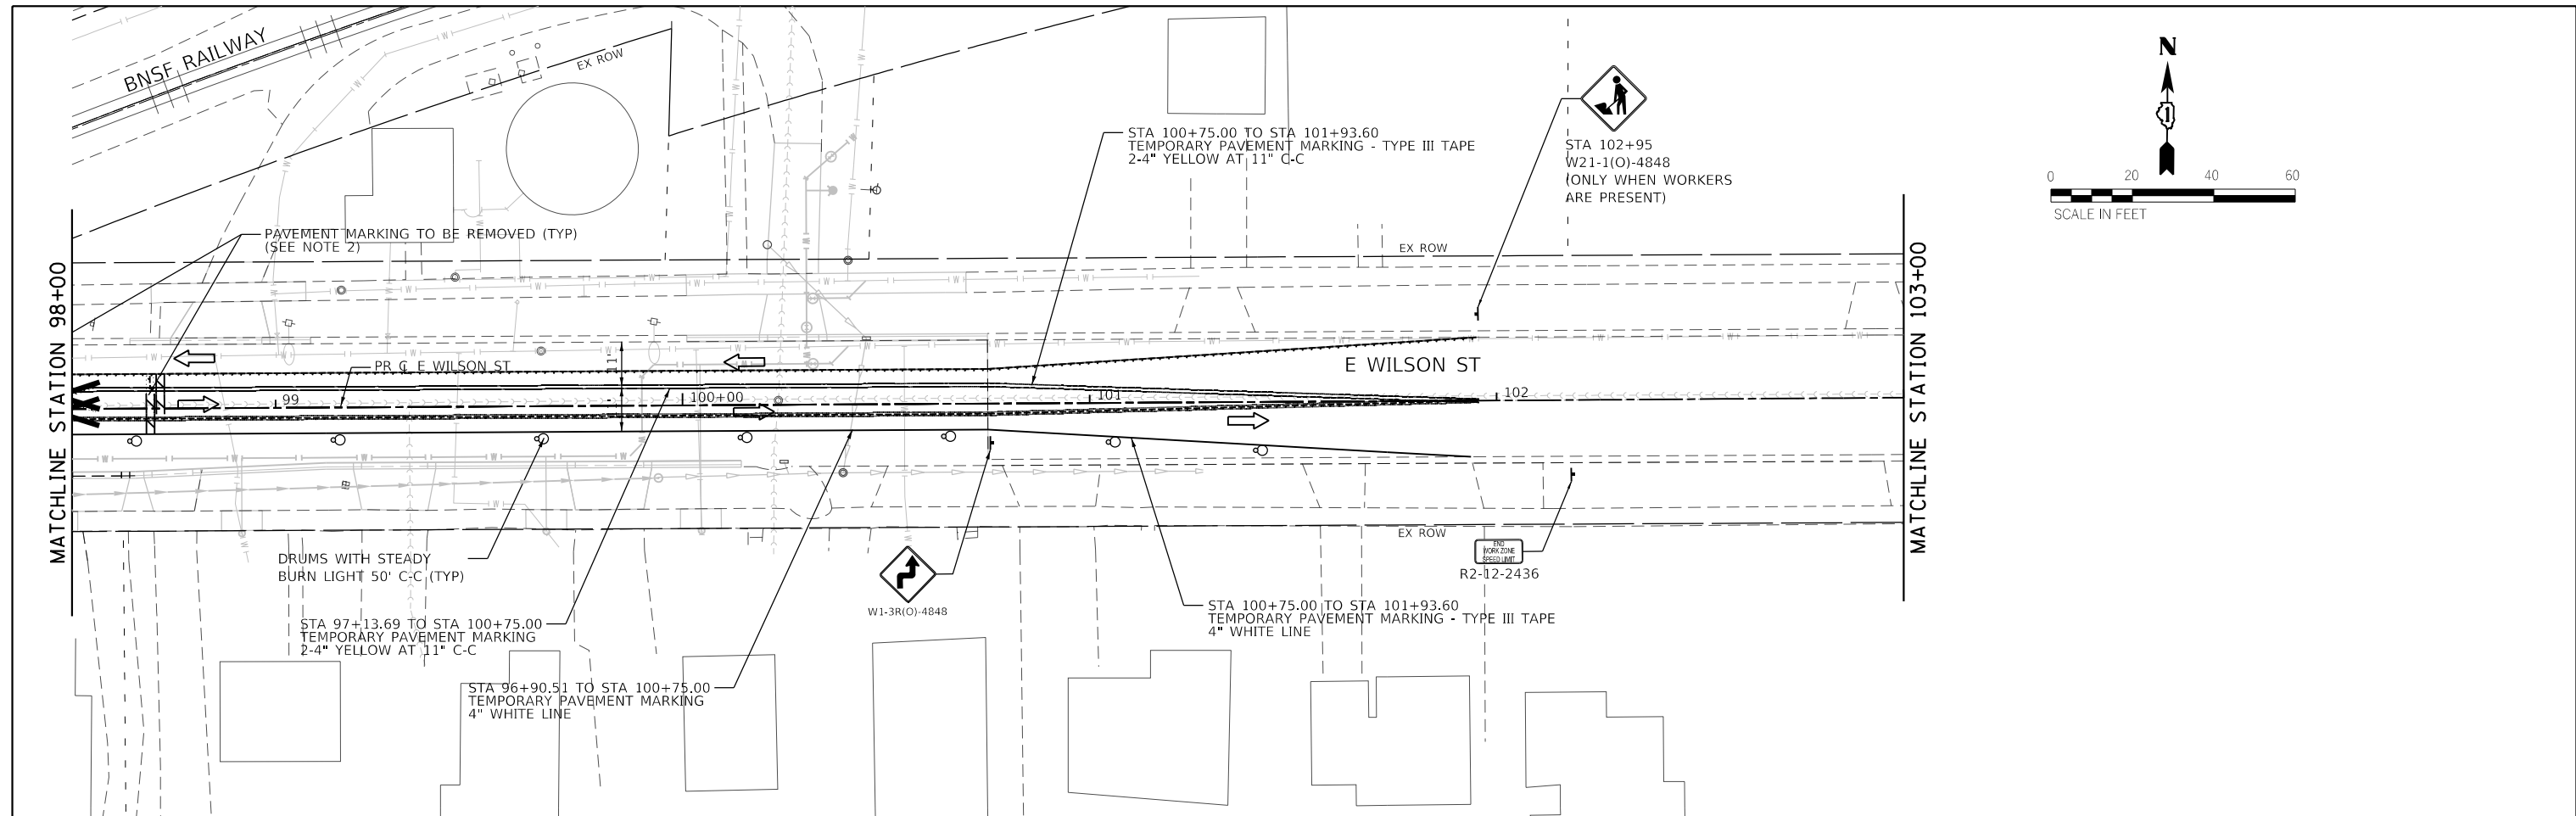 BNSF RAILWAY
EX ROW
N
1
STA 100+75.00 TO STA 101+93.60
TEMPORARY PAVEMENT MARKING - TYPE III TAPE
2-4" YELLOW AT 11" C-C
STA 102+95
W21-1(O)-4848
(ONLY WHEN WORKERS
ARE PRESENT)
0 20 40 60
SCALE IN FEET
PAVEMENT MARKING TO BE REMOVED (TYP)
(SEE NOTE 2)
EX ROW
MATCHLINE STATION 98+00
MATCHLINE STATION 103+00
11'
E WILSON ST
PR C E WILSON ST
99
100+00
101
102
EX ROW
END
WORK ZONE
SPEED LIMIT
R2-12-2436
DRUMS WITH STEADY
BURN LIGHT 50' C-C (TYP)
W1-3R(O)-4848
STA 97+13.69 TO STA 100+75.00
TEMPORARY PAVEMENT MARKING
2-4" YELLOW AT 11" C-C
STA 100+75.00 TO STA 101+93.60
TEMPORARY PAVEMENT MARKING - TYPE III TAPE
4" WHITE LINE
STA 96+90.51 TO STA 100+75.00
TEMPORARY PAVEMENT MARKING
4" WHITE LINE